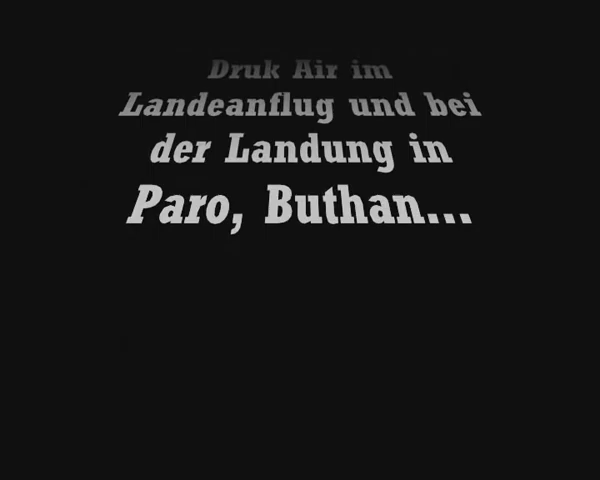 Druk Air im
Landeanflug und bei
der Landung in
Paro, Buthan...